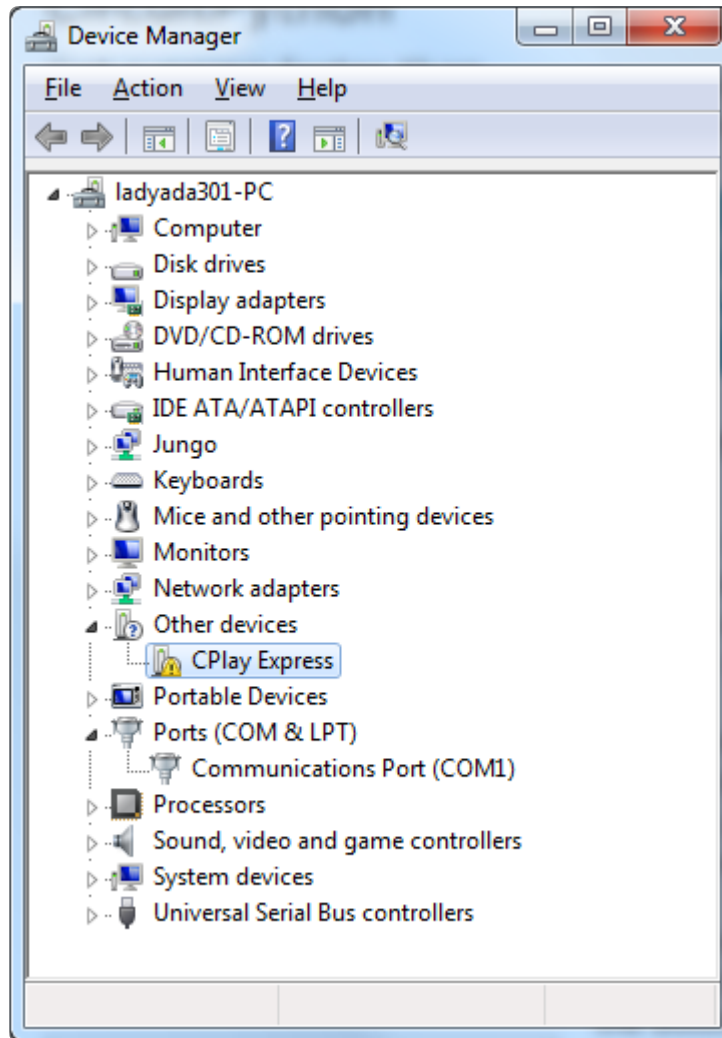 Device Manager
File Action View Help
ladyada301-PC
Computer
Disk drives
Display adapters
DVD/CD-ROM drives
Human Interface Devices
IDE ATA/ATAPI controllers
Jungo
Keyboards
Mice and other pointing devices
Monitors
Network adapters
Other devices
CPlay Express
Portable Devices
Ports (COM & LPT)
Communications Port (COM1)
Processors
Sound, video and game controllers
System devices
Universal Serial Bus controllers